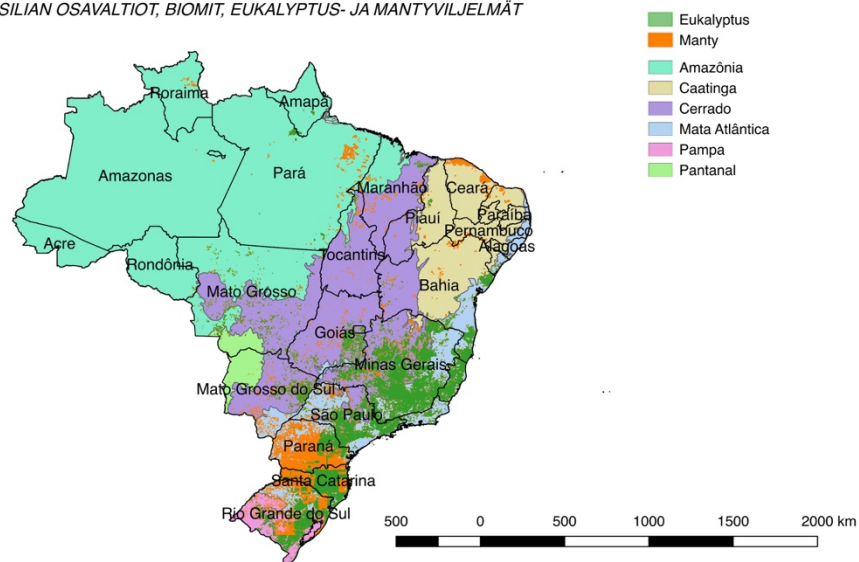 SILIAN OSAVALTIOT, BIOMIT, EUKALYPTUS- JA MANTYVILJELMÄT
Eukalyptus
Manty
Amazônia
Caatinga
Cerrado
Mata Atlântica
Pampa
Pantanal
Roraima
Amapá
Amazonas
Pará
Maranhão
Ceará
Piauí
Paraíba
Pernambuco
Alagoas
Acre
Rondônia
Tocantins
Bahia
Mato Grosso
Goiás
Minas Gerais
Mato Grosso do Sul
São Paulo
Paraná
Santa Catarina
Rio Grande do Sul
500 0 500 1000 1500 2000 km